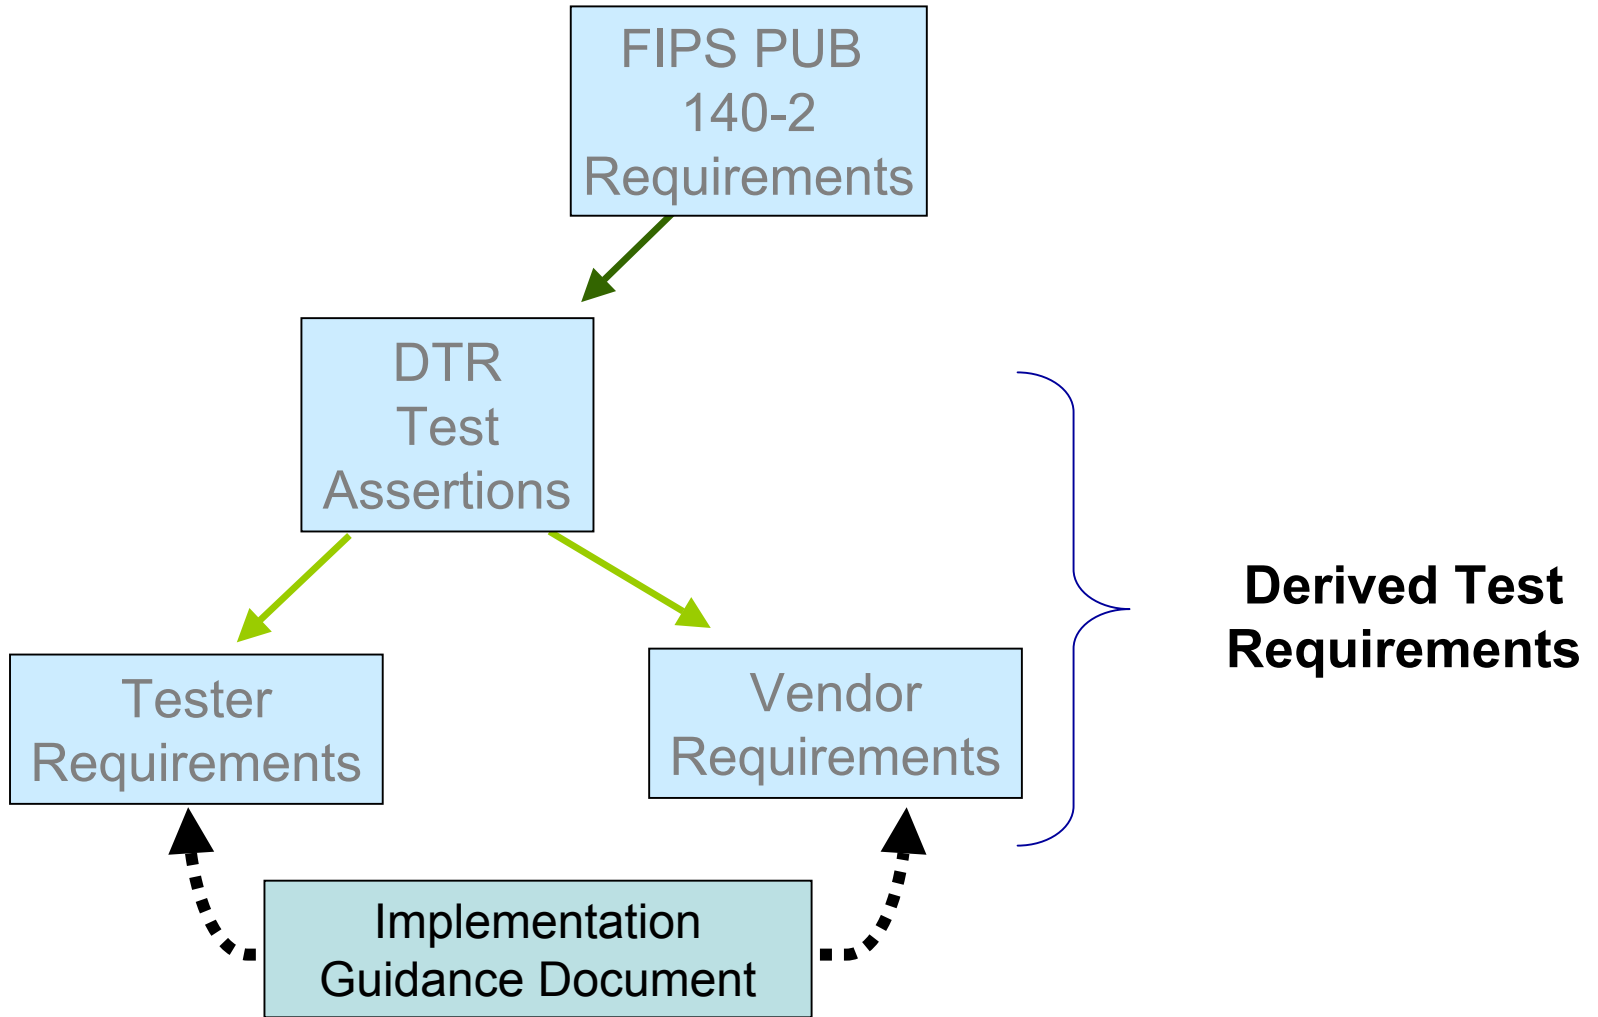 FIPS PUB
140-2
Requirements
DTR
Test
Assertions
Derived Test
Requirements
Tester
Requirements
Vendor
Requirements
Implementation
Guidance Document